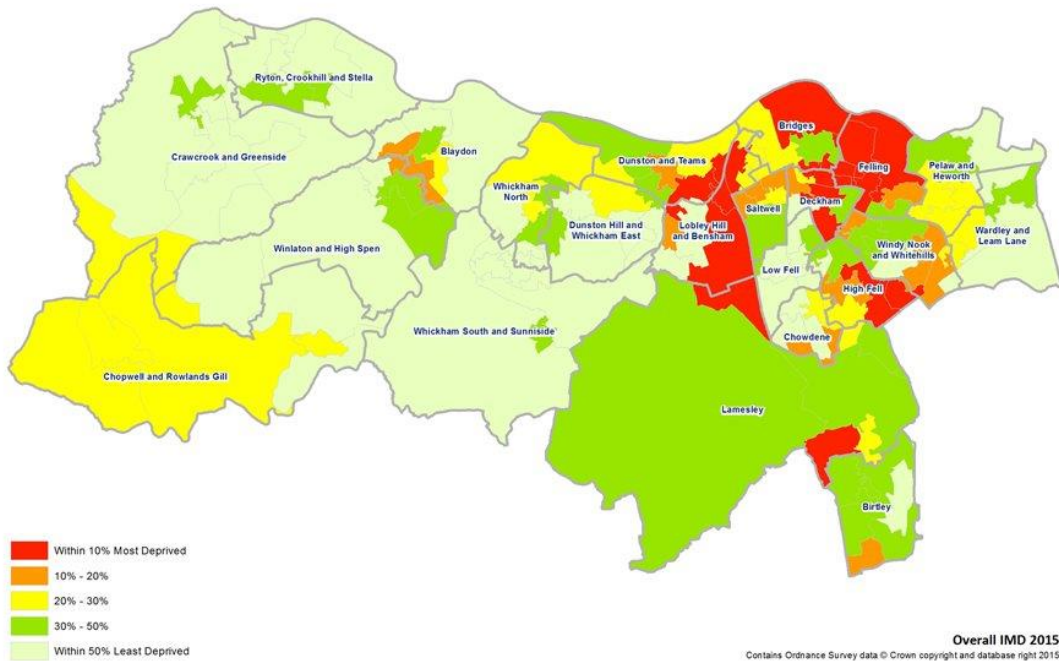 Ryton, Crookhill and Stella
Bridges
Crawcrook and Greenside
Blaydon
Dunston and Teams
Felling
Pelaw and
Heworth
Whickham
North
Deckham
Saltwell
Dunston Hill and
Whickham East
Lobley Hill
and Bensham
Wardley and
Leam Lane
Winlaton and High Spen
Windy Nook
and Whitehills
Low Fell
High Fell
Whickham South and Sunniside
Chowdene
Chopwell and Rowlands Gill
Lamesley
Birtley
Within 10% Most Deprived
10% - 20%
20% - 30%
30% - 50%
Within 50% Least Deprived
Overall IMD 2015
Contains Ordnance Survey data © Crown copyright and database right 2015